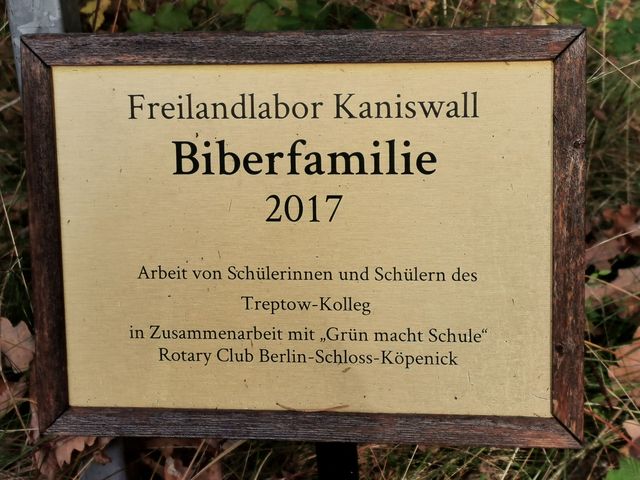 Freilandlabor Kaniswall
Biberfamilie
2017
Arbeit von Schülerinnen und Schülern des
Treptow-Kolleg
in Zusammenarbeit mit „Grün macht Schule“
Rotary Club Berlin-Schloss-Köpenick